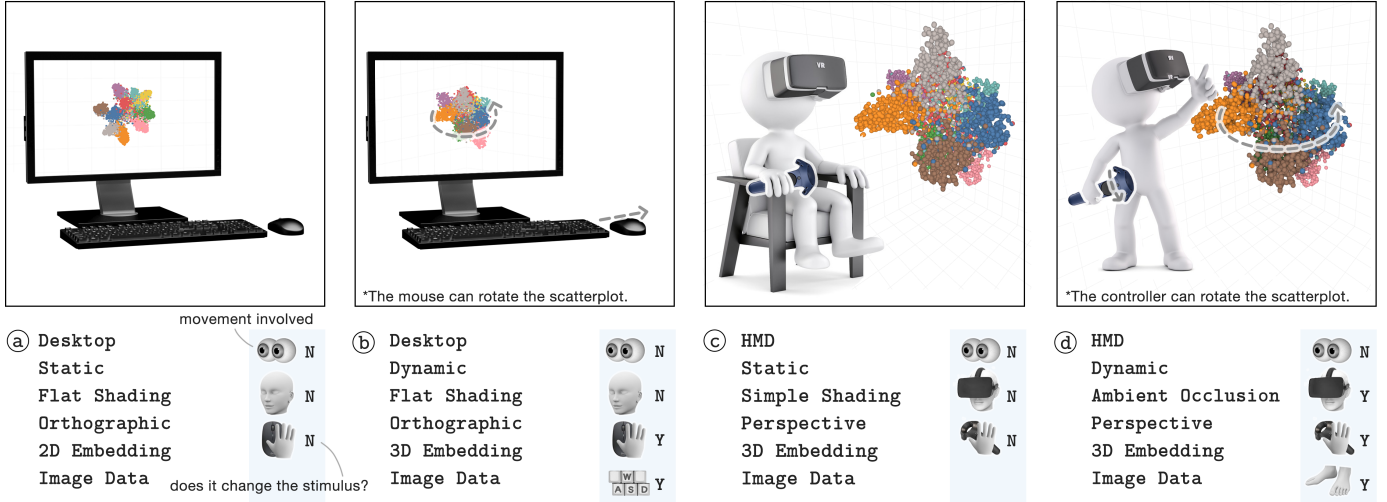 VR
*The mouse can rotate the scatterplot.
*The controller can rotate the scatterplot.
movement involved
a Desktop
Static
Flat Shading
Orthographic
2D Embedding
Image Data
N
N
N
does it change the stimulus?
b Desktop
Dynamic
Flat Shading
Orthographic
3D Embedding
Image Data
N
N
Y
W
A S D
Y
c HMD
Static
Simple Shading
Perspective
3D Embedding
Image Data
N
N
N
d HMD
Dynamic
Ambient Occlusion
Perspective
3D Embedding
Image Data
N
Y
Y
Y